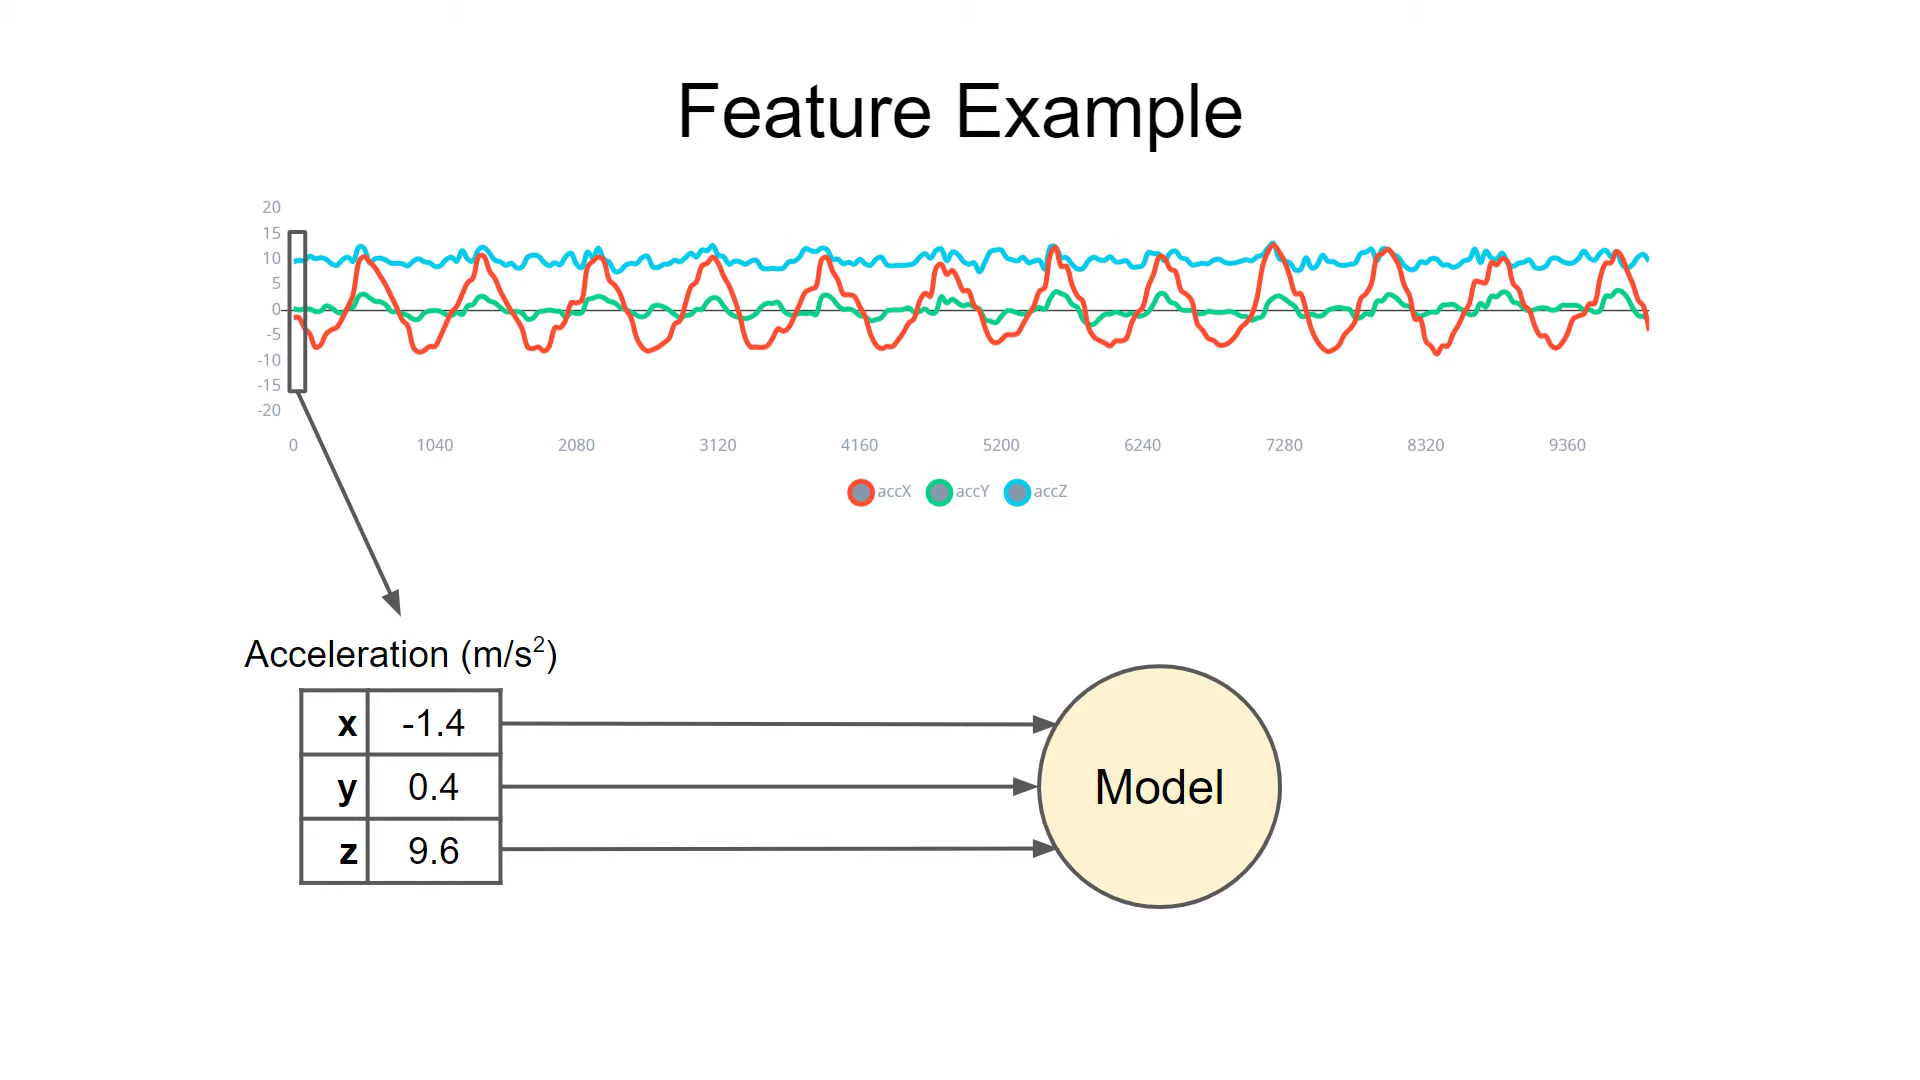 Feature Example
20
15
10
5
0
-5
-10
-15
-20
0 1040 2080 3120 4160 5200 6240 7280 8320 9360
accX accY accZ
Acceleration (m/s²)
x -1.4
y 0.4
z 9.6
Model